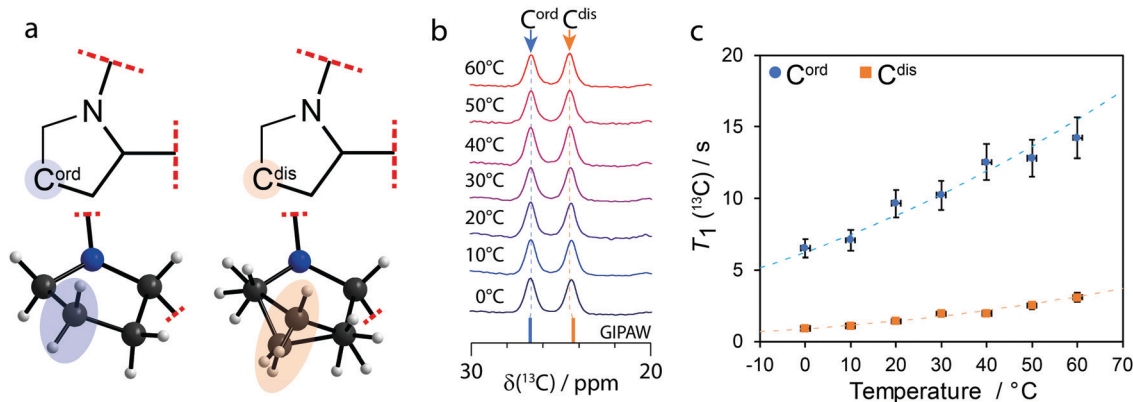 a
N
C^ord
N
C^dis
b
C^ord C^dis
60°C
50°C
40°C
30°C
20°C
10°C
0°C
GIPAW
30 20
δ(¹³C) / ppm
c
20
15
10
5
0
C^ord C^dis
T₁ (¹³C) / s
-10 0 10 20 30 40 50 60 70
Temperature / °C